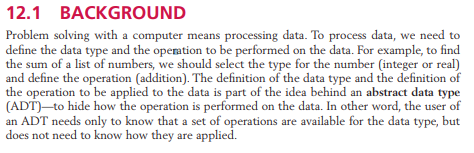 12.1 BACKGROUND
Problem solving with a computer means processing data. To process data, we need to
define the data type and the operation to be performed on the data. For example, to find
the sum of a list of numbers, we should select the type for the number (integer or real)
and define the operation (addition). The definition of the data type and the definition of
the operation to be applied to the data is part of the idea behind an abstract data type
(ADT)—to hide how the operation is performed on the data. In other word, the user of
an ADT needs only to know that a set of operations are available for the data type, but
does not need to know how they are applied.